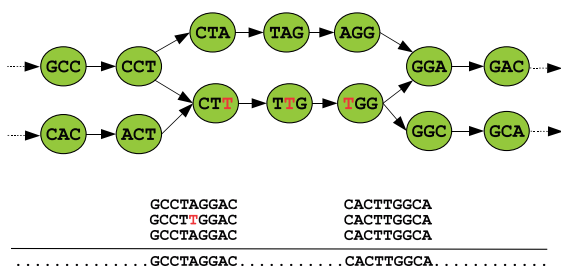 CTA TAG AGG
GCC CCT GGA GAC
CTT TTG TGG
CAC ACT GGC GCA
GCCTAGGAC CACTTGGCA
GCCTTGGAC CACTTGGCA
GCCTAGGAC CACTTGGCA
...............GCCTAGGAC............CACTTGGCA.............